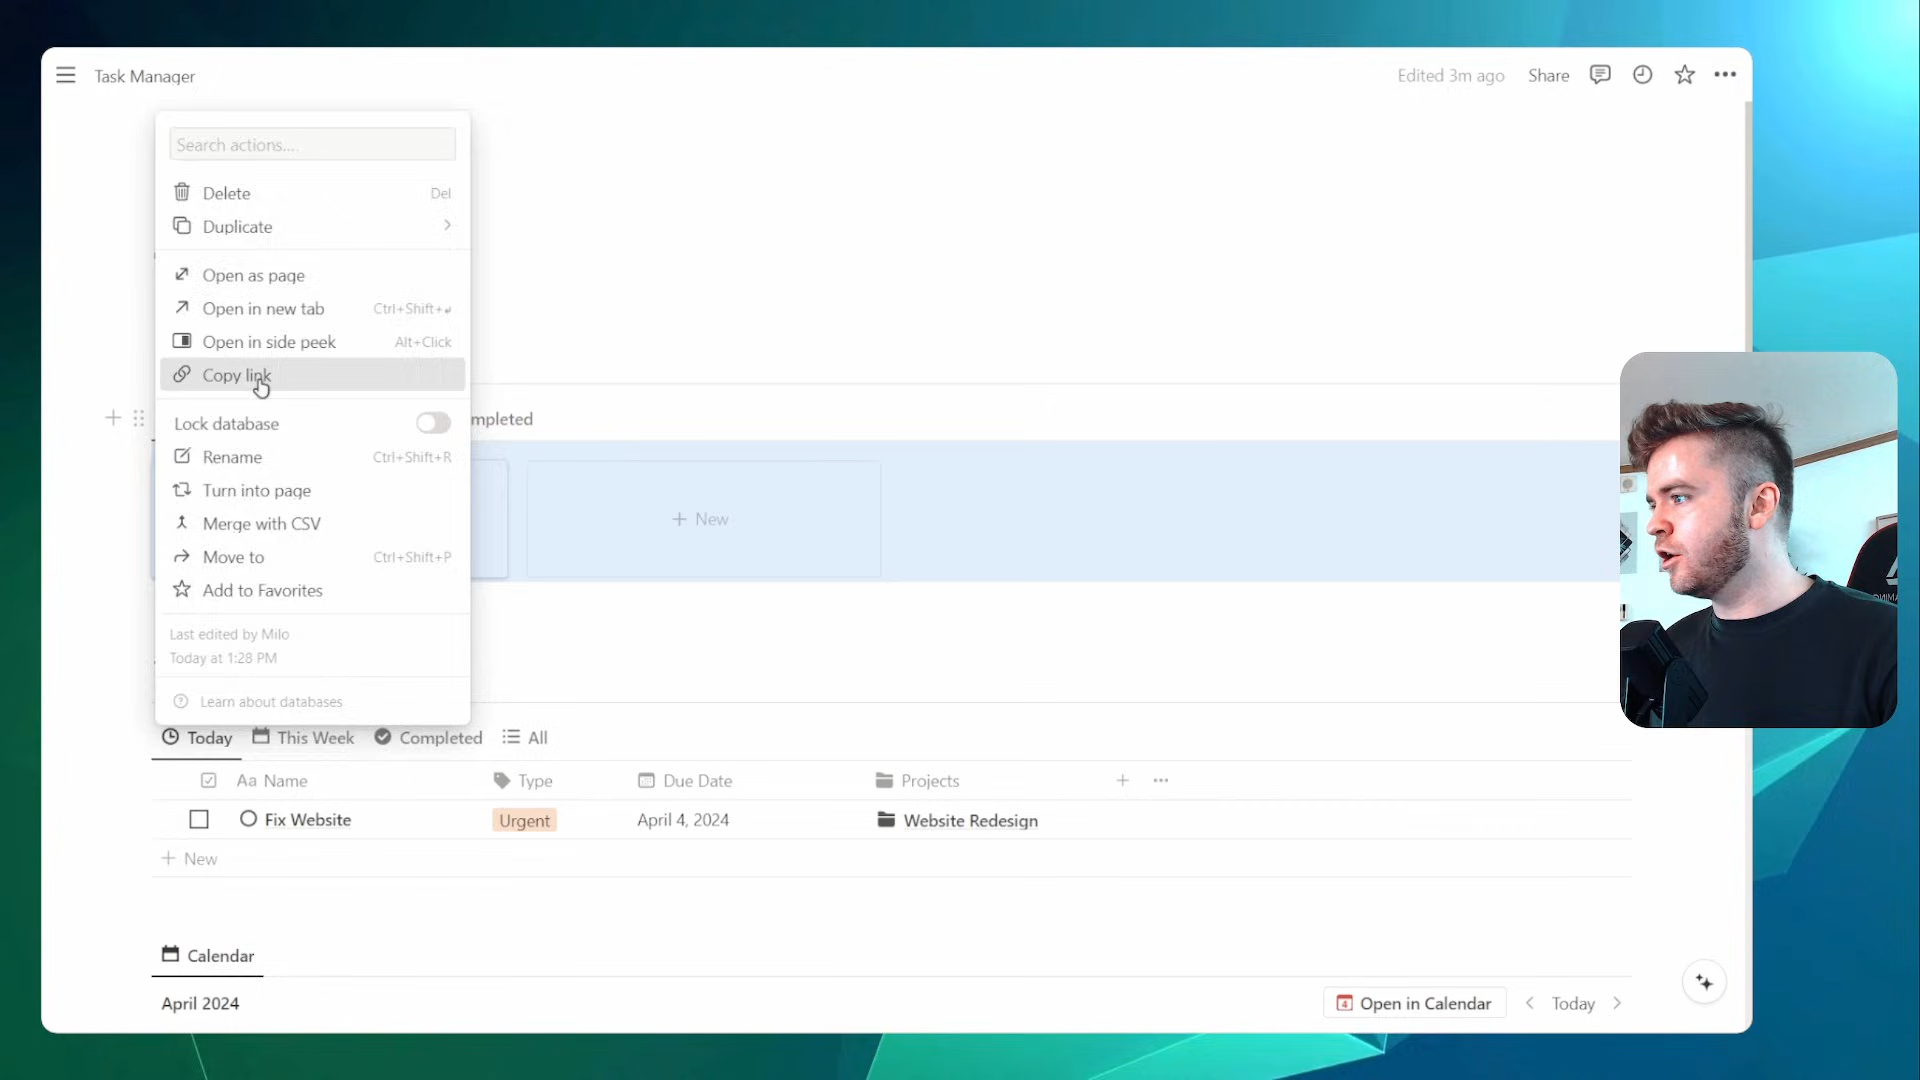 Task Manager
Edited 3m ago
Share
Search actions....
Delete Del
Duplicate
Open as page
Open in new tab Ctrl+Shift+↵
Open in side peek Alt+Click
Copy link
Lock database
Rename Ctrl+Shift+R
Turn into page
Merge with CSV
Move to Ctrl+Shift+P
Add to Favorites
Last edited by Milo
Today at 1:28 PM
Learn about databases
mpleted
+ New
Today This Week Completed All
Aa Name Type Due Date Projects
Fix Website Urgent April 4, 2024 Website Redesign
+ New
Calendar
April 2024
4 Open in Calendar
Today